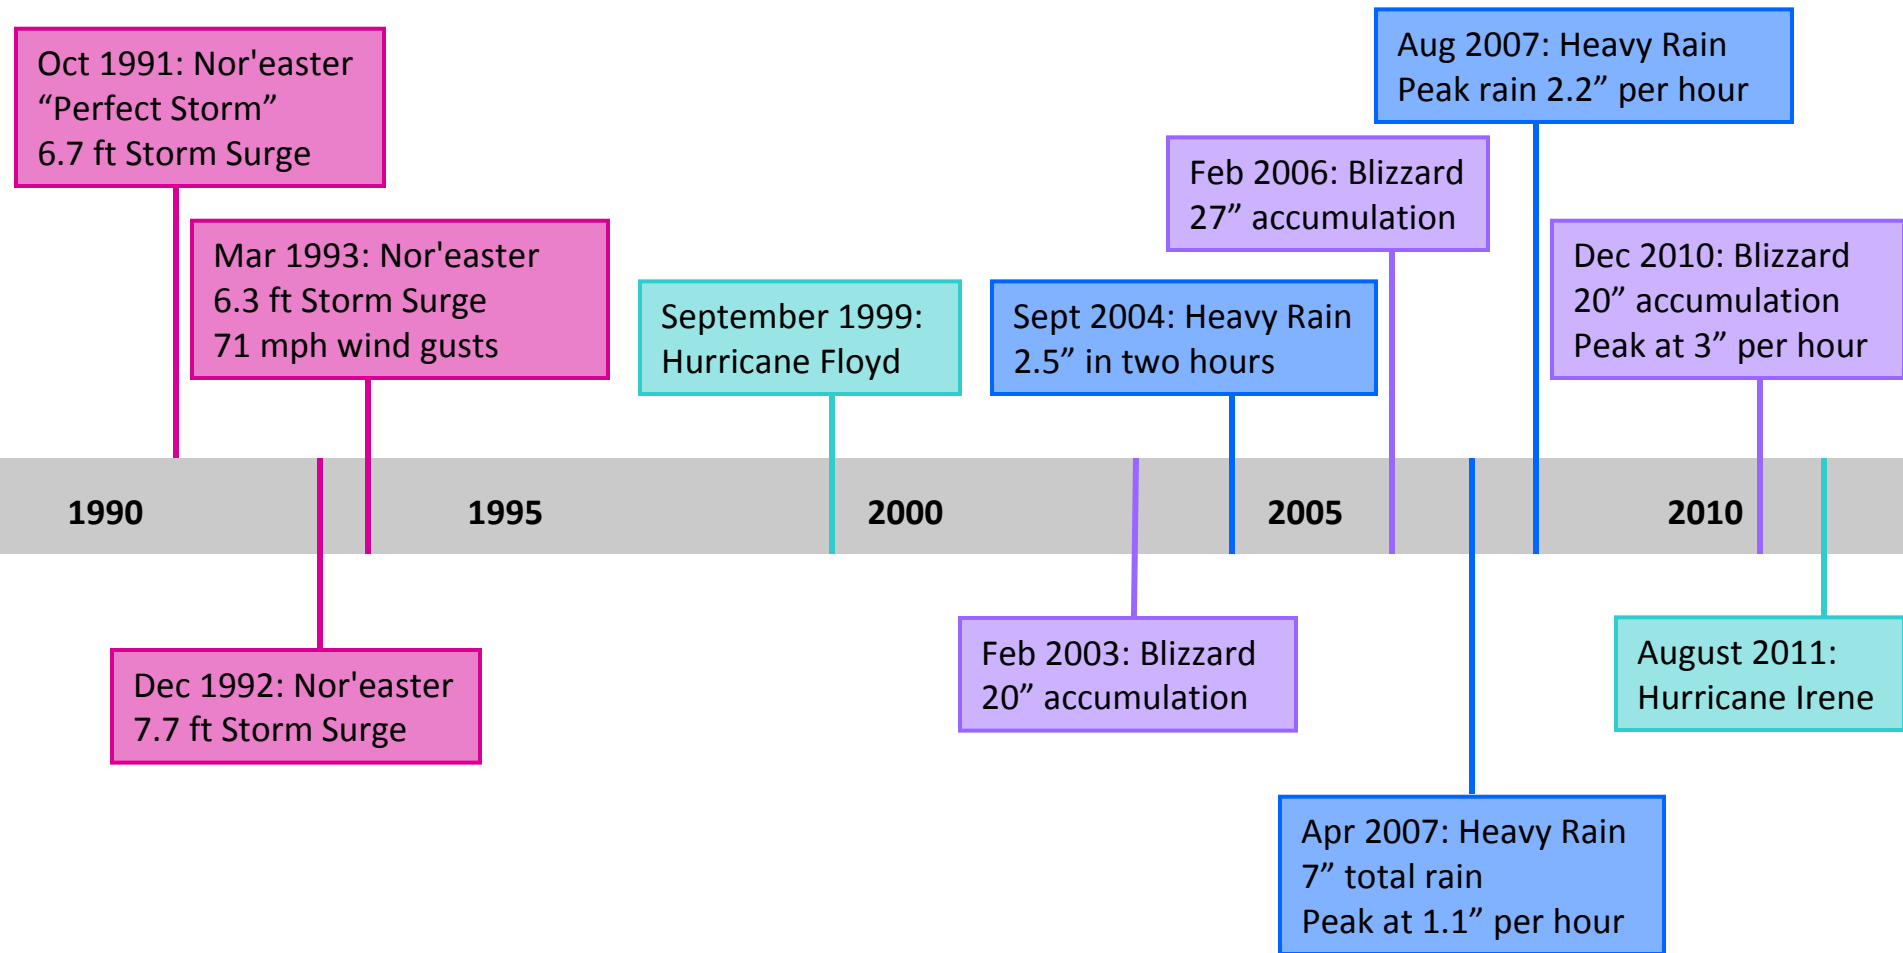 Oct 1991: Nor'easter
“Perfect Storm”
6.7 ft Storm Surge
Aug 2007: Heavy Rain
Peak rain 2.2” per hour
Feb 2006: Blizzard
27” accumulation
Mar 1993: Nor'easter
6.3 ft Storm Surge
71 mph wind gusts
Dec 2010: Blizzard
20” accumulation
Peak at 3” per hour
September 1999:
Hurricane Floyd
Sept 2004: Heavy Rain
2.5” in two hours
1990
1995
2000
2005
2010
Dec 1992: Nor'easter
7.7 ft Storm Surge
Feb 2003: Blizzard
20” accumulation
August 2011:
Hurricane Irene
Apr 2007: Heavy Rain
7” total rain
Peak at 1.1” per hour